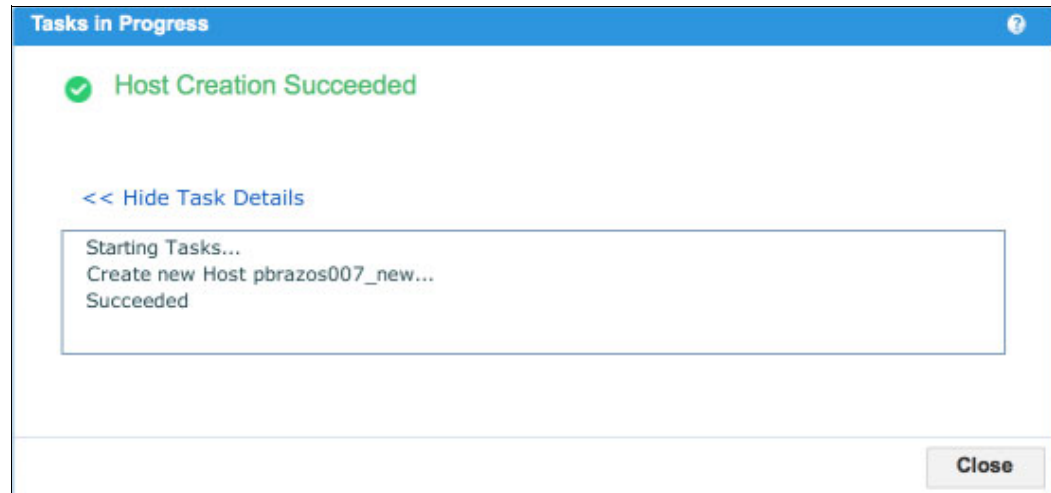 Tasks in Progress
?
Host Creation Succeeded
<< Hide Task Details
Starting Tasks...
Create new Host pbrazos007_new...
Succeeded
Close